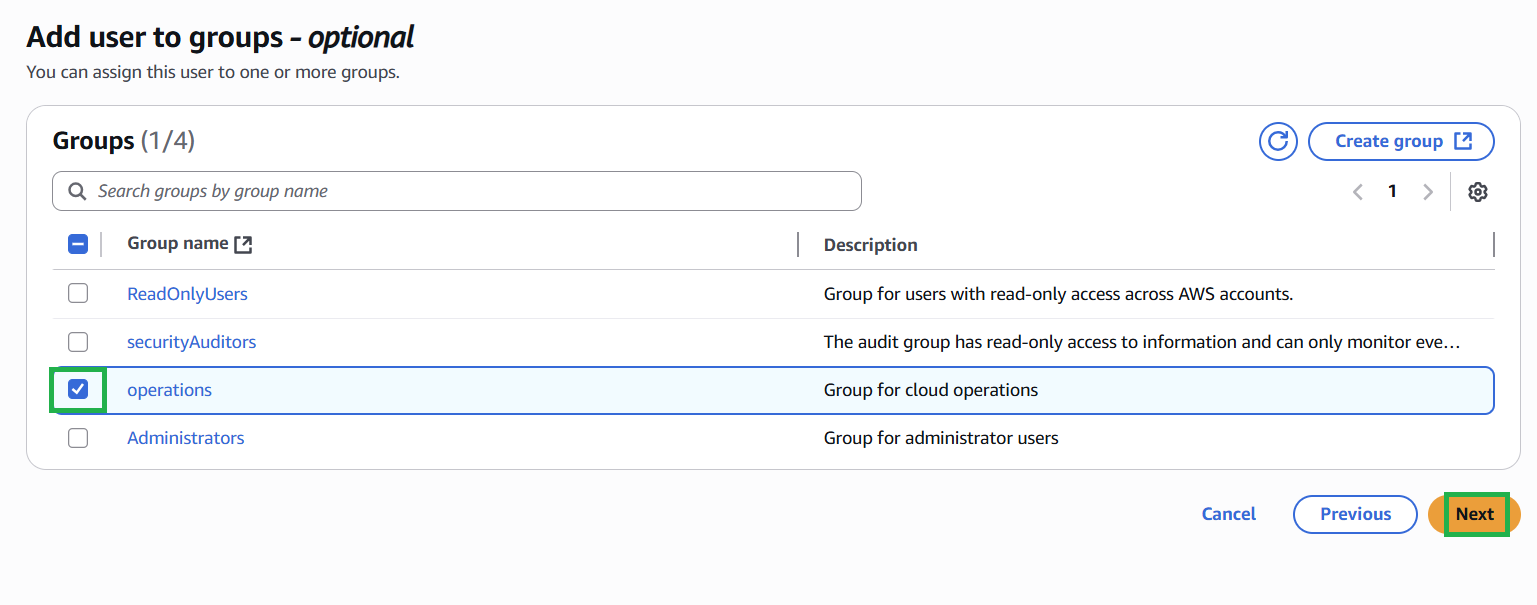 Add user to groups – optional
You can assign this user to one or more groups.
Groups (1/4)
Create group
Search groups by group name
1
Group name
Description
ReadOnlyUsers
Group for users with read-only access across AWS accounts.
securityAuditors
The audit group has read-only access to information and can only monitor eve…
operations
Group for cloud operations
Administrators
Group for administrator users
Cancel
Previous
Next